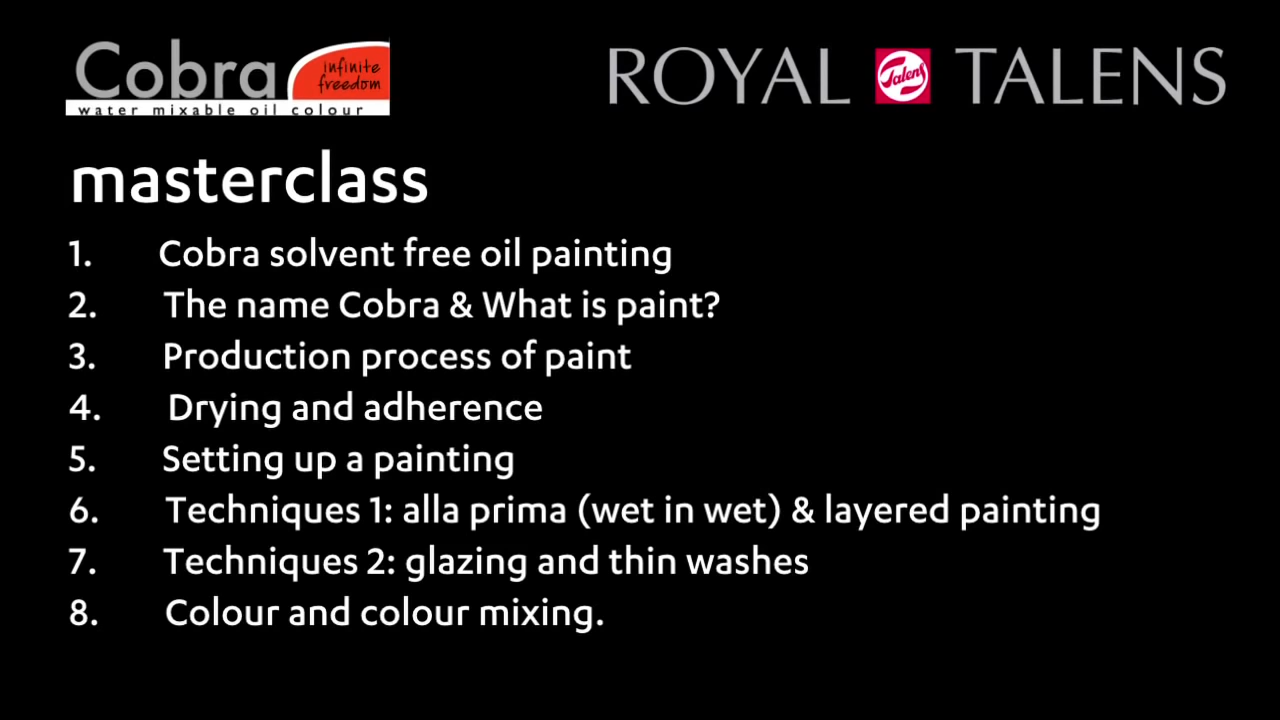 Cobra infinite freedom
water mixable oil colour
ROYAL Talens TALENS
masterclass
1. Cobra solvent free oil painting
2. The name Cobra & What is paint?
3. Production process of paint
4. Drying and adherence
5. Setting up a painting
6. Techniques 1: alla prima (wet in wet) & layered painting
7. Techniques 2: glazing and thin washes
8. Colour and colour mixing.